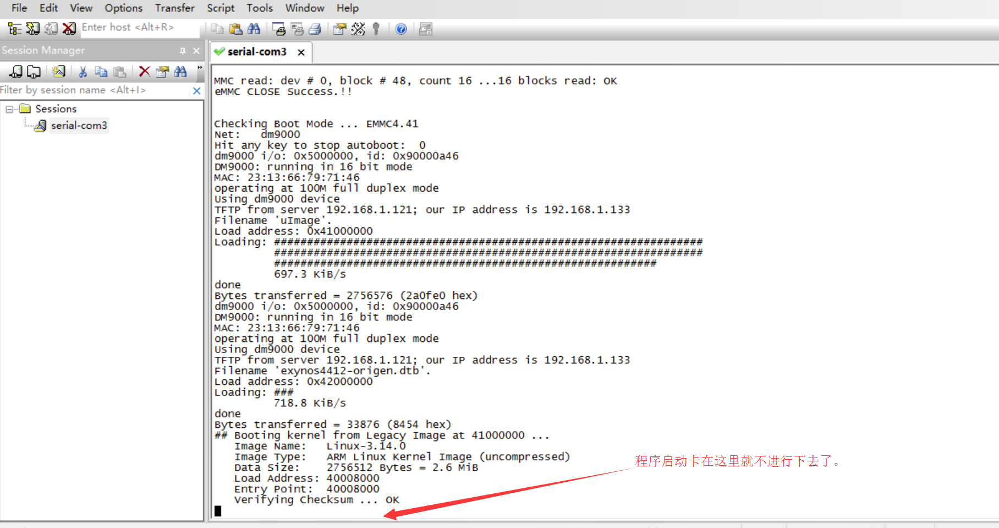 File Edit View Options Transfer Script Tools Window Help
Enter host <Alt+R>
Session Manager
serial-com3
Filter by session name <Alt+I>
Sessions
serial-com3
MMC read: dev # 0, block # 48, count 16 ...16 blocks read: OK
eMMC CLOSE Success.!!
Checking Boot Mode ... EMMC4.41
Net:   dm9000
Hit any key to stop autoboot:  0
dm9000 i/o: 0x5000000, id: 0x90000a46
DM9000: running in 16 bit mode
MAC: 23:13:66:79:71:46
operating at 100M full duplex mode
Using dm9000 device
TFTP from server 192.168.1.121; our IP address is 192.168.1.133
Filename 'uImage'.
Load address: 0x41000000
Loading: #################################################################
#################################################################
##########################################################
697.3 KiB/s
done
Bytes transferred = 2756576 (2a0fe0 hex)
dm9000 i/o: 0x5000000, id: 0x90000a46
DM9000: running in 16 bit mode
MAC: 23:13:66:79:71:46
operating at 100M full duplex mode
Using dm9000 device
TFTP from server 192.168.1.121; our IP address is 192.168.1.133
Filename 'exynos4412-origen.dtb'.
Load address: 0x42000000
Loading: ###
718.8 KiB/s
done
Bytes transferred = 33876 (8454 hex)
## Booting kernel from Legacy Image at 41000000 ...
Image Name:   Linux-3.14.0
Image Type:   ARM Linux Kernel Image (uncompressed)
Data Size:    2756512 Bytes = 2.6 MiB
Load Address: 40008000
Entry Point:  40008000
Verifying Checksum ... OK
程序启动卡在这里就不进行下去了。